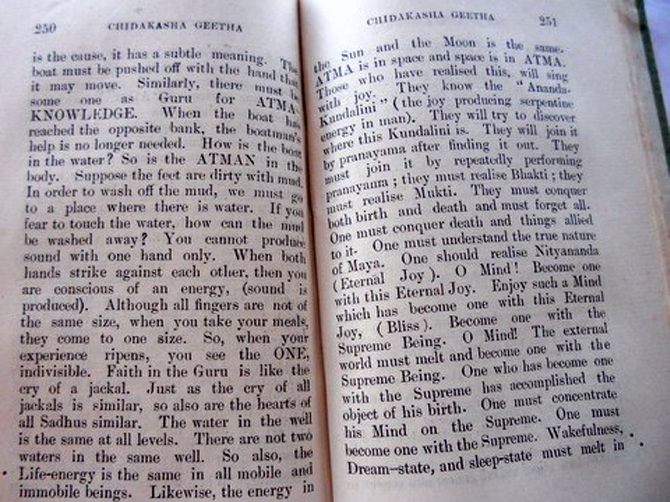 250 CHIDAKASHA GEETHA
is the cause, it has a subtle meaning. The
boat must be pushed off with the hand that
it may move. Similarly, there must be
some one as Guru for ATMA
KNOWLEDGE. When the boat has
reached the opposite bank, the boatman's
help is no longer needed. How is the boat
in the water? So is the ATMAN in the
body. Suppose the feet are dirty with mud.
In order to wash off the mud, we must go
to a place where there is water. If you
fear to touch the water, how can the mud
be washed away? You cannot produce
sound with one hand only. When both
hands strike against each other, then you
are conscious of an energy, (sound is
produced). Although all fingers are not of
the same size, when you take your meals,
they come to one size. So, when your
experience ripens, you see the ONE,
indivisible. Faith in the Guru is like the
cry of a jackal. Just as the cry of all
jackals is similar, so also are the hearts of
all Sadhus similar. The water in the well
is the same at all levels. There are not two
waters in the same well. So also, the
Life-energy is the same in all mobile and
immobile beings. Likewise, the energy in
CHIDAKASHA GEETHA 251
the Sun and the Moon is the same.
ATMA is in space and space is in ATMA.
Those who have realised this, will sing
with joy. They know the "Ananda-
Kundalini" (the joy producing serpentine
energy in man). They will try to discover
where this Kundalini is. They will join it
by pranayama after finding it out. They
must join it by repeatedly performing
pranayama; they must realise Bhakti; they
must realise Mukti. They must conquer
both birth and death and must forget all.
One must conquer death and things allied
to it. One must understand the true nature
of Maya. One should realise Nityananda
(Eternal Joy). O Mind! Become one
with this Eternal Joy. Enjoy such a Mind
which has become one with this Eternal
Joy, (Bliss). Become one with the
Supreme Being. O Mind! The external
world must melt and become one with the
Supreme Being. One who has become one
with the Supreme has accomplished the
object of his birth. One must concentrate
his Mind on the Supreme. One must
become one with the Supreme. Wakefulness,
Dream-state, and sleep-state must melt in